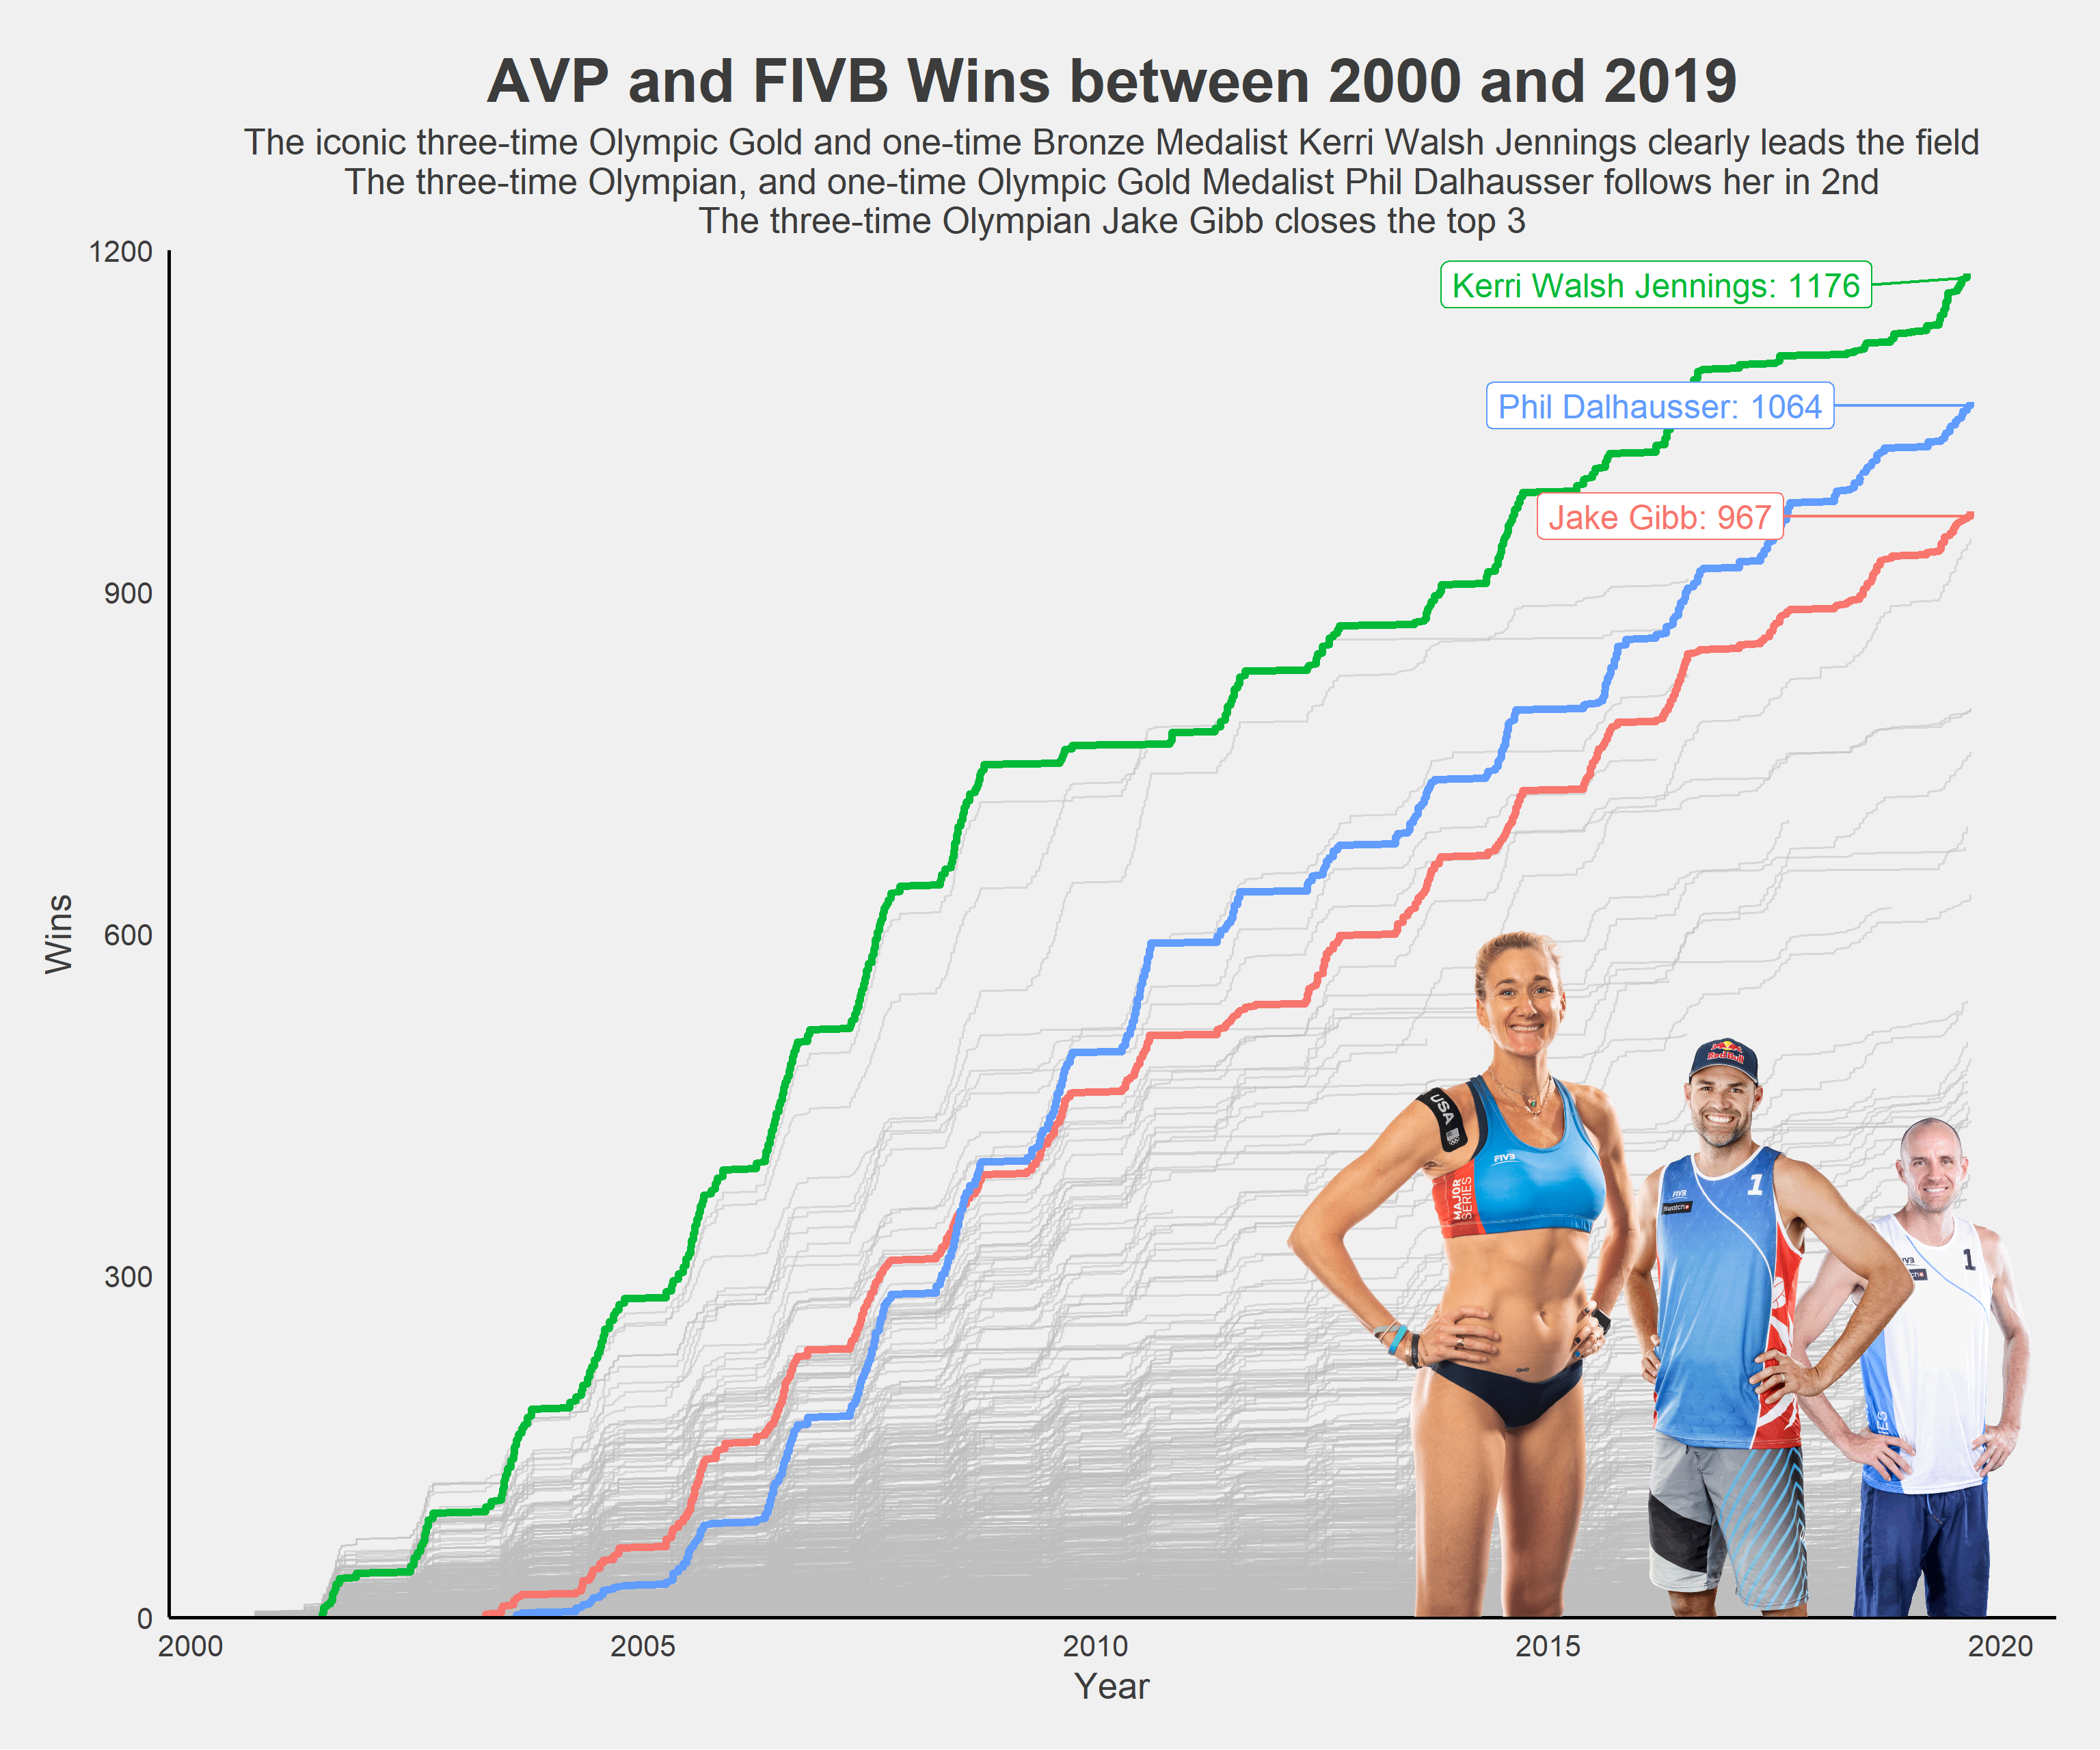 AVP and FIVB Wins between 2000 and 2019
The iconic three-time Olympic Gold and one-time Bronze Medalist Kerri Walsh Jennings clearly leads the field
The three-time Olympian, and one-time Olympic Gold Medalist Phil Dalhausser follows her in 2nd
The three-time Olympian Jake Gibb closes the top 3
1200
Kerri Walsh Jennings: 1176
Phil Dalhausser: 1064
Jake Gibb: 967
900
Wins
600
Red Bull
USA
FIVB
MAJOR
SERIES
FIVB
1
swatch
1
300
0
2000
2005
2010
2015
2020
Year